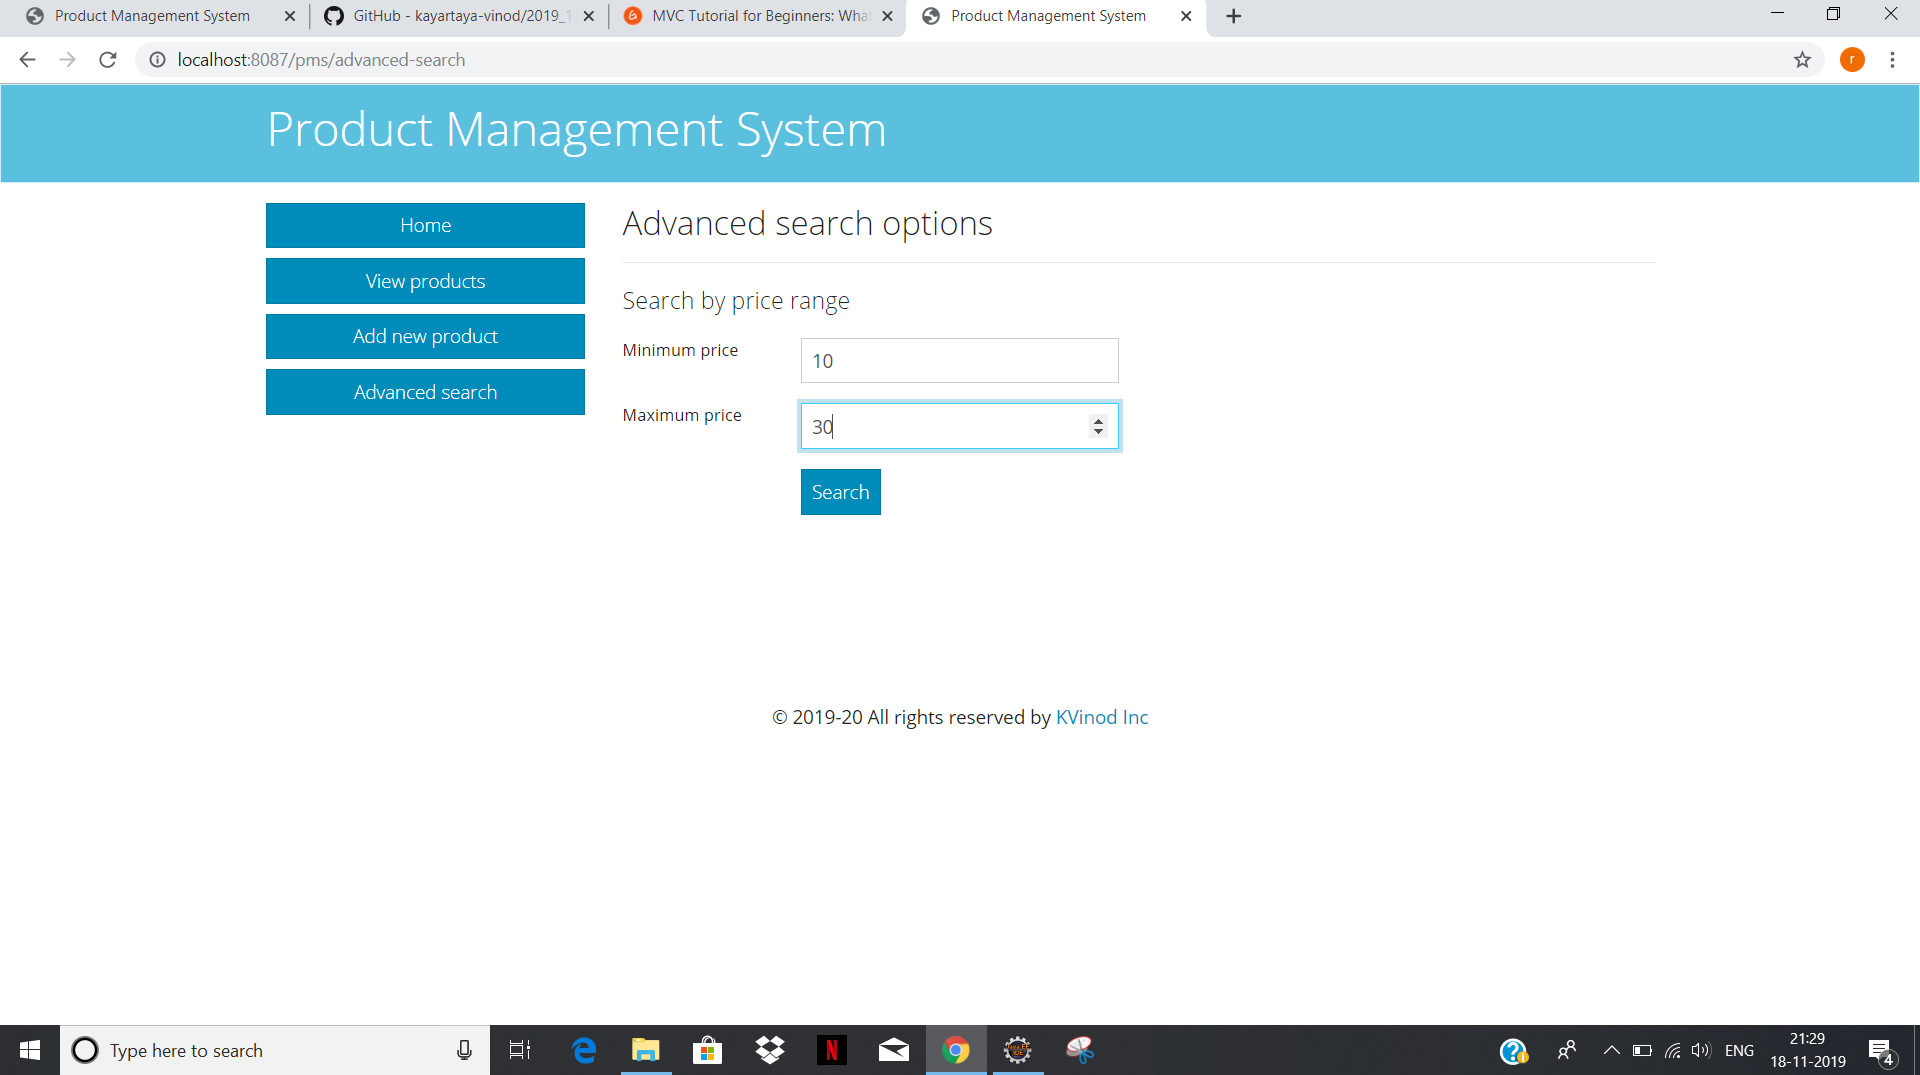 Product Management System
GitHub - kayartaya-vinod/2019_1
MVC Tutorial for Beginners: What
Product Management System
localhost:8087/pms/advanced-search
r
Product Management System
Home
View products
Add new product
Advanced search
Advanced search options
Search by price range
Minimum price
10
Maximum price
30
Search
© 2019-20 All rights reserved by KVinod Inc
Type here to search
ENG
21:29
18-11-2019
4